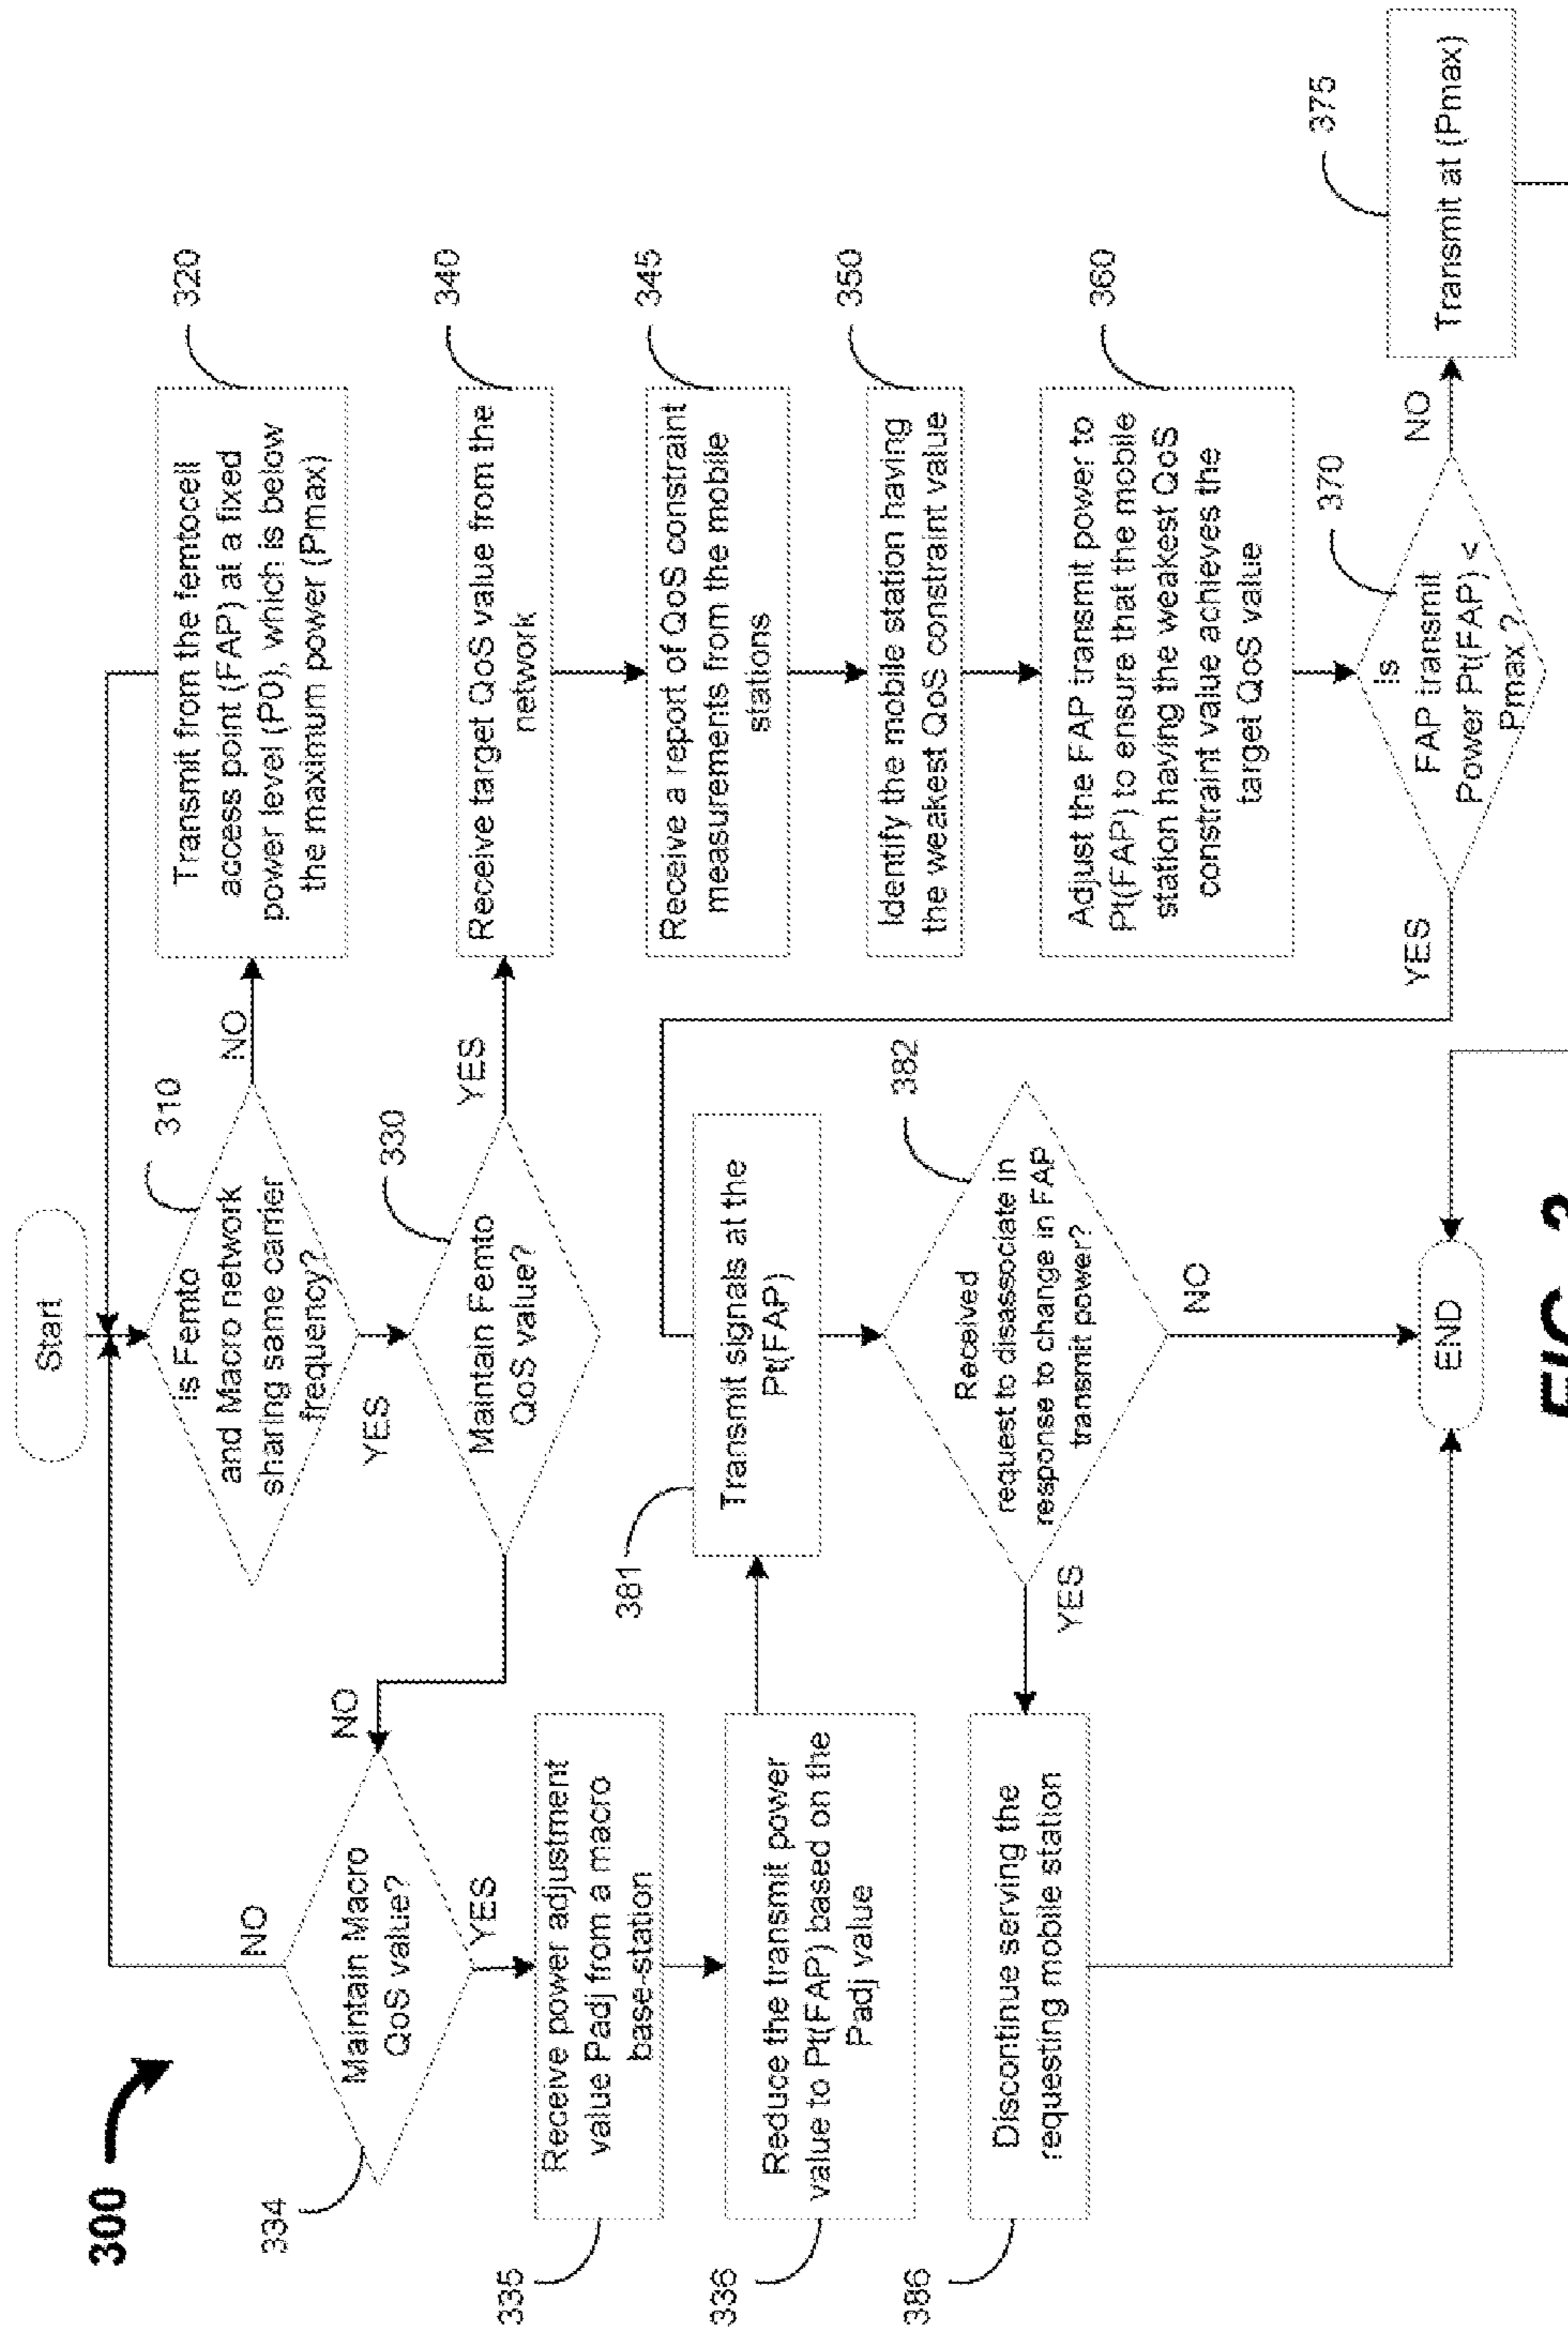 300
Start
is Femto
and Macro network
sharing same carrier
frequency?
310
NO
YES
Transmit from the femtocell
access point (FAP) at a fixed
power level (P0), which is below
the maximum power (Pmax)
320
Maintain Femto
QoS value?
330
YES
NO
Maintain Macro
QoS value?
334
NO
YES
Receive power adjustment
value Padj from a macro
base-station
335
Reduce the transmit power
value to Pt(FAP) based on the
Padj value
336
Receive target QoS value from the
network
340
Receive a report of QoS constraint
measurements from the mobile
stations
345
Identify the mobile station having
the weakest QoS constraint value
350
Adjust the FAP transmit power to
Pt(FAP) to ensure that the mobile
station having the weakest QoS
constraint value achieves the
target QoS value
360
is
FAP transmit
Power Pt(FAP) <
Pmax ?
370
YES
NO
Transmit at (Pmax)
375
Transmit signals at the
Pt(FAP)
381
Received
request to disassociate in
response to change in FAP
transmit power?
382
YES
NO
Discontinue serving the
requesting mobile station
386
END
FIG.